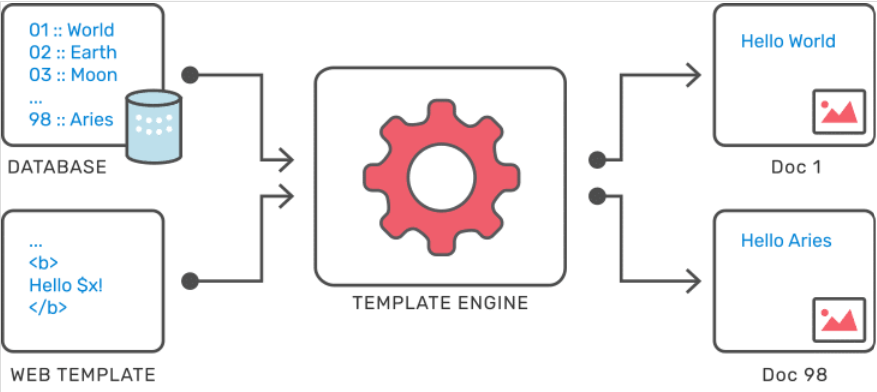 01 :: World
02 :: Earth
03 :: Moon
...
98 :: Aries
DATABASE
...
<b>
Hello $x!
</b>
WEB TEMPLATE
TEMPLATE ENGINE
Hello World
Doc 1
Hello Aries
Doc 98